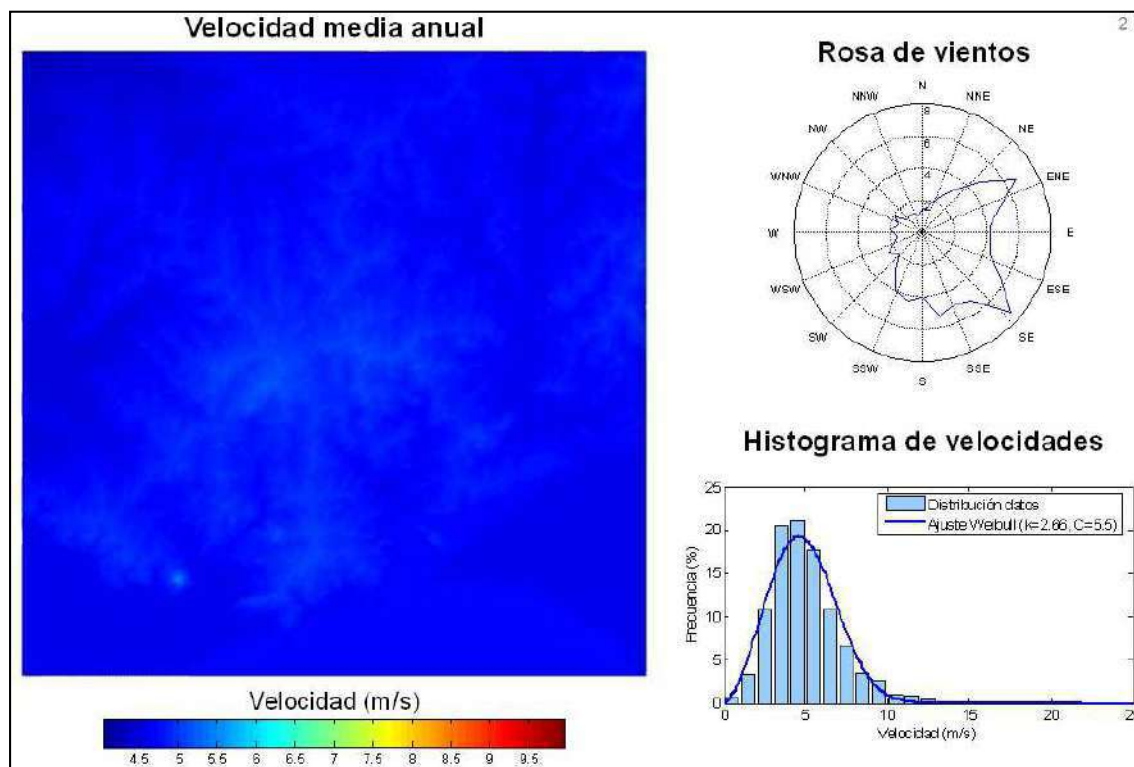 Velocidad media anual
2
Rosa de vientos
N
NNW
NNE
NW
NE
WNW
ENE
W
E
WSW
ESE
SW
SE
SSW
SSE
S
8
6
4
Velocidad (m/s)
4.5 5 5.5 6 6.5 7 7.5 8 8.5 9 9.5
Histograma de velocidades
Distribución datos
Ajuste Weibull (k=2.66, C=5.5)
Frecuencia (%)
25
20
15
10
5
0
0 5 10 15 20 25
Velocidad (m/s)